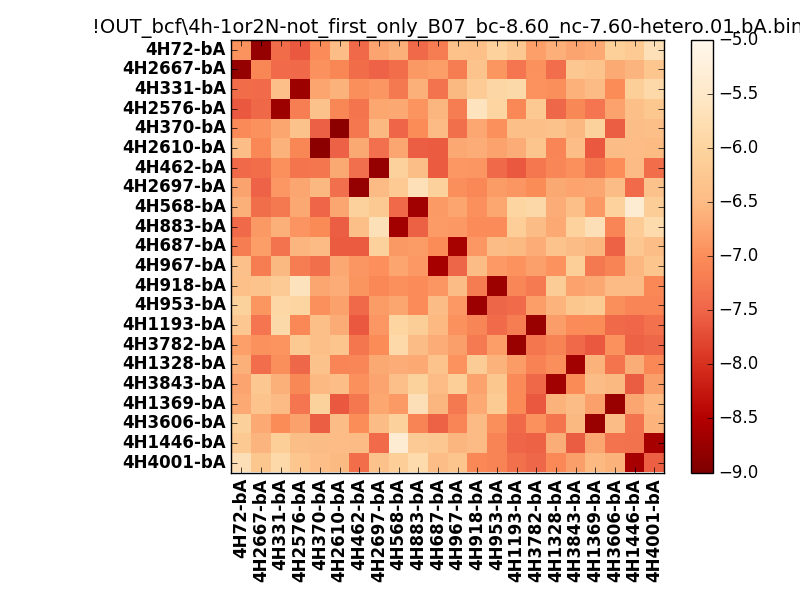 !OUT_bcf\4h-1or2N-not_first_only_B07_bc-8.60_nc-7.60-hetero.01.bA.bin
4H72-bA
4H2667-bA
4H331-bA
4H2576-bA
4H370-bA
4H2610-bA
4H462-bA
4H2697-bA
4H568-bA
4H883-bA
4H687-bA
4H967-bA
4H918-bA
4H953-bA
4H1193-bA
4H3782-bA
4H1328-bA
4H3843-bA
4H1369-bA
4H3606-bA
4H1446-bA
4H4001-bA
4H72-bA
4H2667-bA
4H331-bA
4H2576-bA
4H370-bA
4H2610-bA
4H462-bA
4H2697-bA
4H568-bA
4H883-bA
4H687-bA
4H967-bA
4H918-bA
4H953-bA
4H1193-bA
4H3782-bA
4H1328-bA
4H3843-bA
4H1369-bA
4H3606-bA
4H1446-bA
4H4001-bA
−5.0
−5.5
−6.0
−6.5
−7.0
−7.5
−8.0
−8.5
−9.0